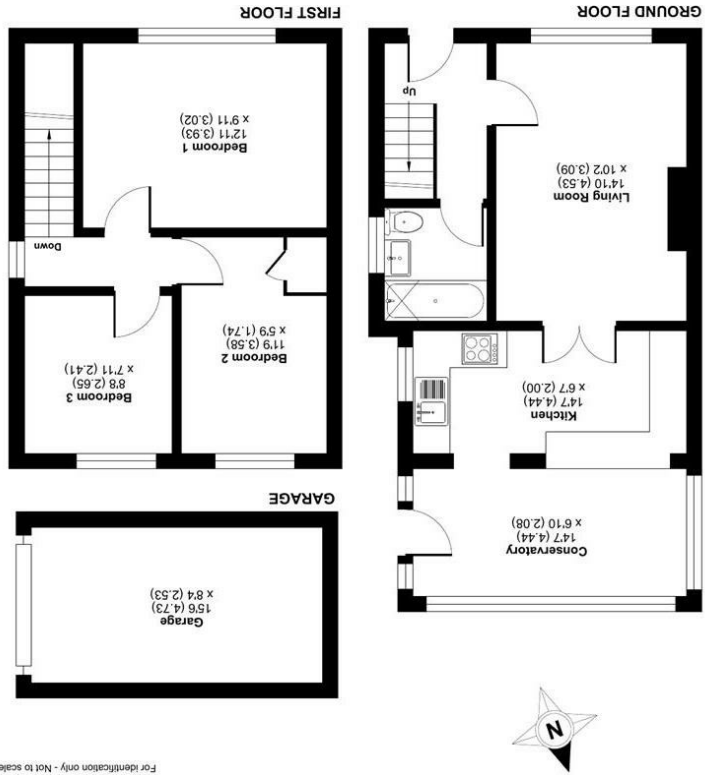 For identification only - Not to scale
N
Garage
15'6 (4.73)
x 8'4 (2.53)
GARAGE
Conservatory
14'7 (4.44)
x 6'10 (2.08)
Kitchen
14'7 (4.44)
x 6'7 (2.00)
Living Room
14'10 (4.53)
x 10'2 (3.09)
Up
GROUND FLOOR
Bedroom 2
11'9 (3.58)
x 5'9 (1.74)
Bedroom 3
8'8 (2.65)
x 7'11 (2.41)
Down
Bedroom 1
12'11 (3.93)
x 9'11 (3.02)
FIRST FLOOR